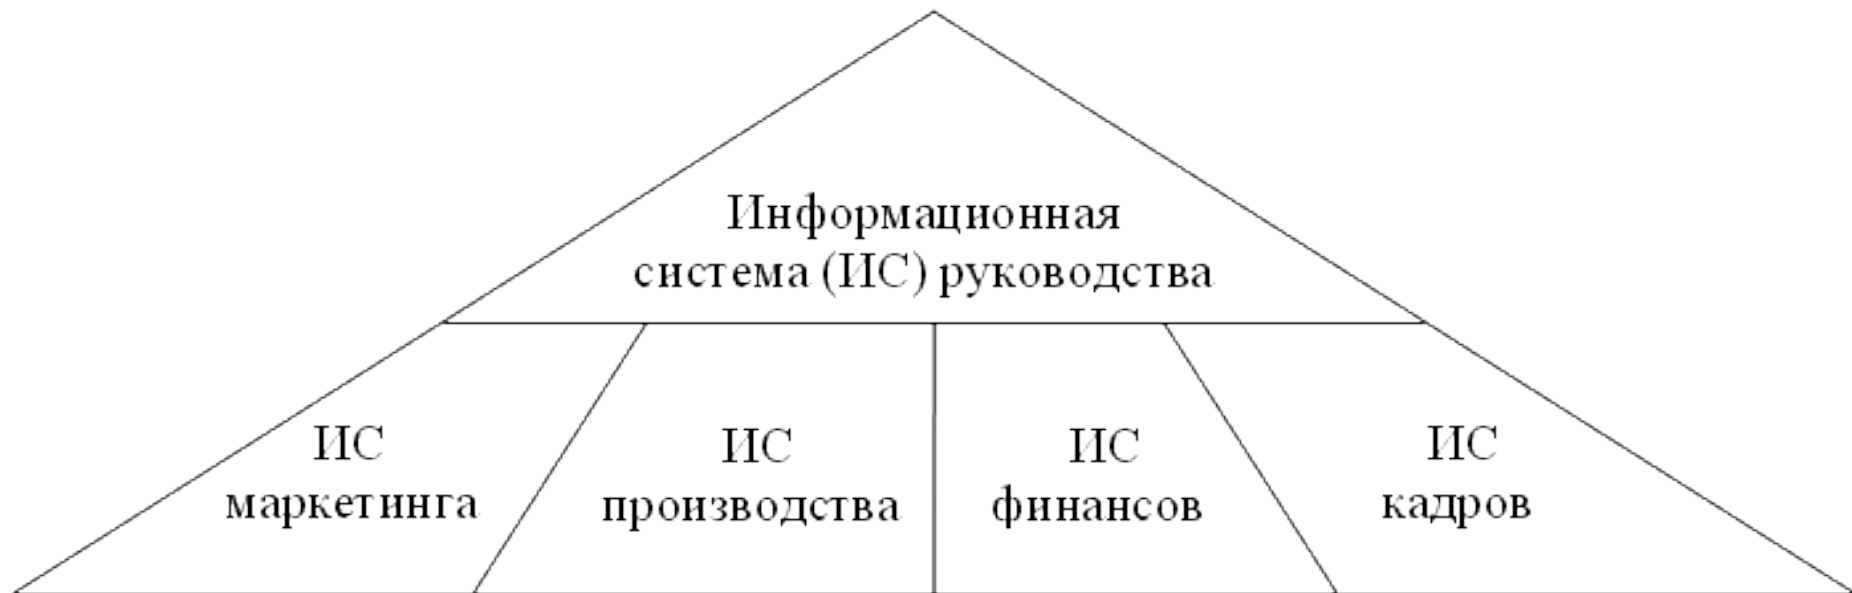 Информационная
система (ИС) руководства
ИС
маркетинга
ИС
производства
ИС
финансов
ИС
кадров